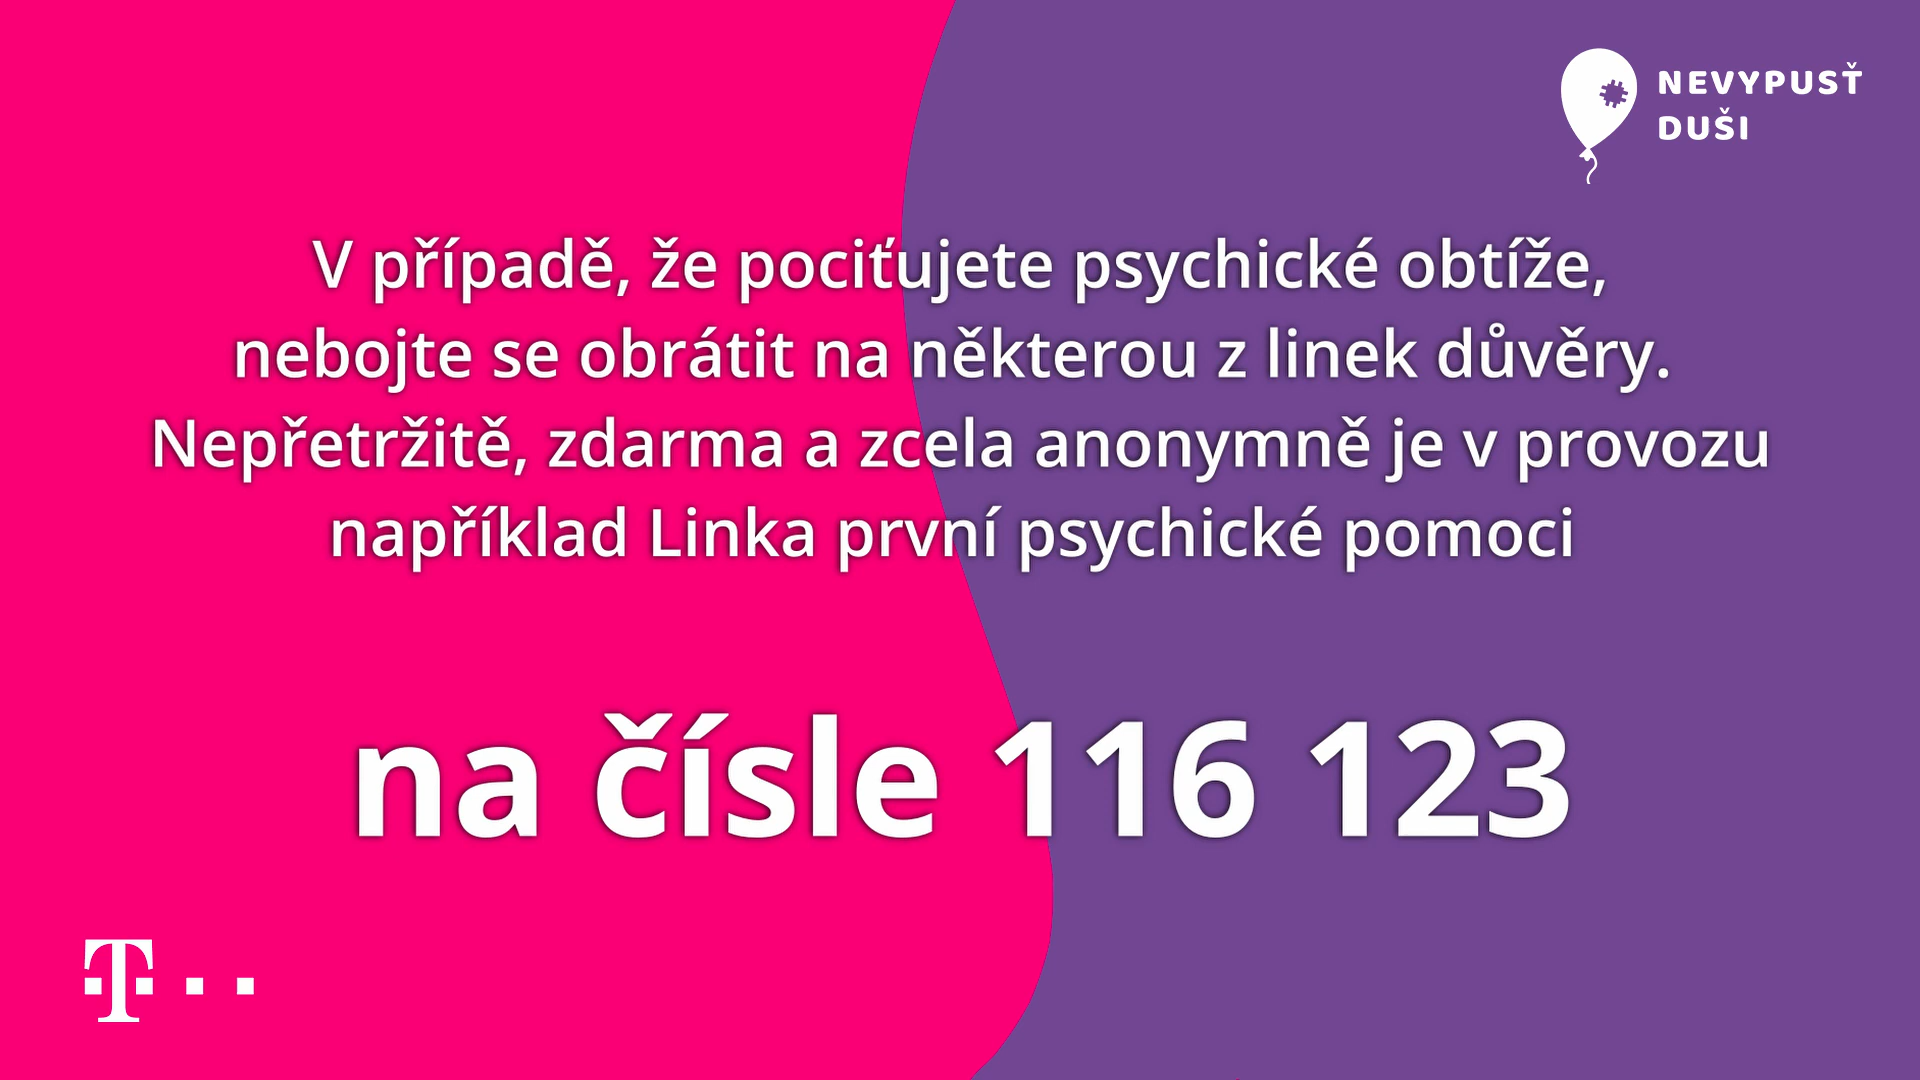 NEVYPUSŤ
DUŠI
V případě, že pociťujete psychické obtíže,
nebojte se obrátit na některou z linek důvěry.
Nepřetržitě, zdarma a zcela anonymně je v provozu
například Linka první psychické pomoci
na čísle 116 123
T